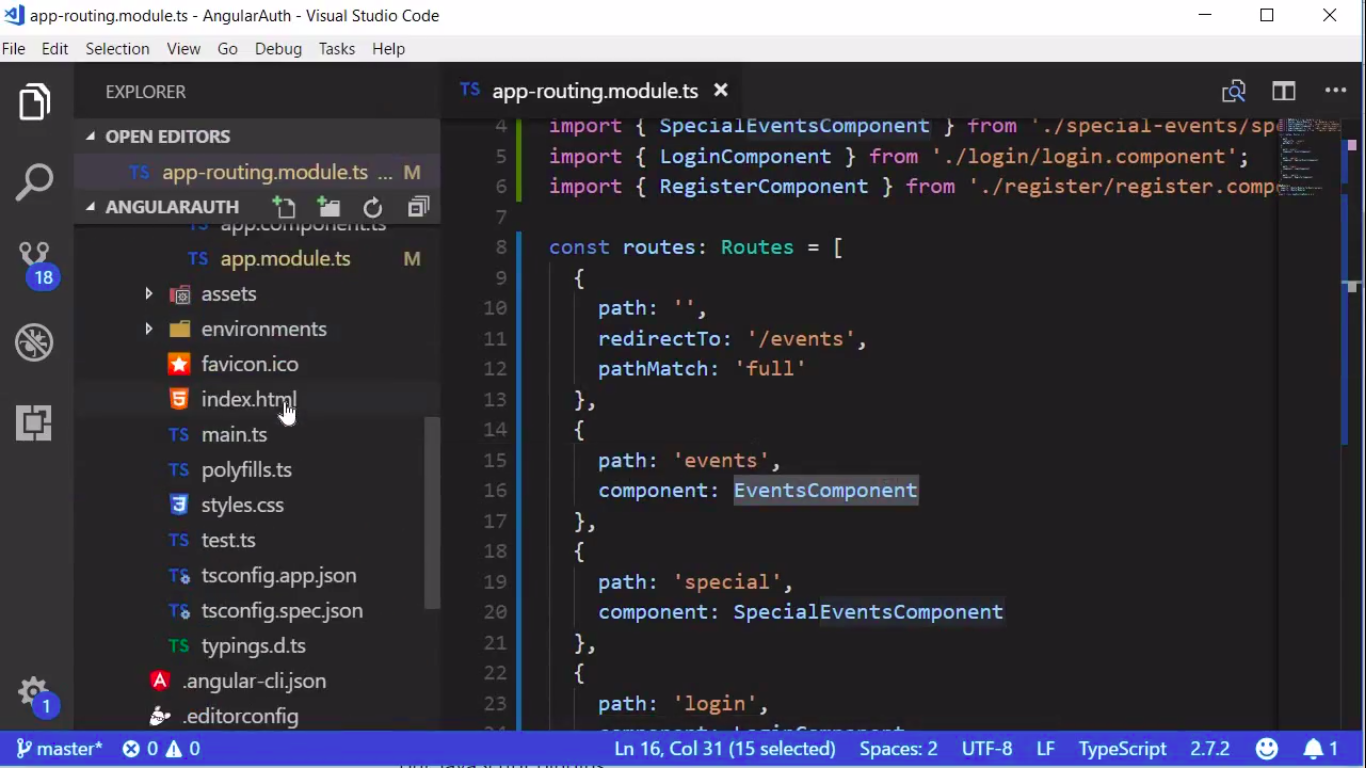 app-routing.module.ts - AngularAuth - Visual Studio Code
File Edit Selection View Go Debug Tasks Help
EXPLORER
OPEN EDITORS
TS app-routing.module.ts ... M
ANGULARAUTH
TS app.component.ts
TS app.module.ts M
assets
environments
favicon.ico
index.html
TS main.ts
TS polyfills.ts
styles.css
TS test.ts
TS tsconfig.app.json
TS tsconfig.spec.json
TS typings.d.ts
.angular-cli.json
.editorconfig
18
1
TS app-routing.module.ts
4 import { SpecialEventsComponent } from './special-events/sp
5 import { LoginComponent } from './login/login.component';
6 import { RegisterComponent } from './register/register.comp
7
8 const routes: Routes = [
9 {
10 path: '',
11 redirectTo: '/events',
12 pathMatch: 'full'
13 },
14 {
15 path: 'events',
16 component: EventsComponent
17 },
18 {
19 path: 'special',
20 component: SpecialEventsComponent
21 },
22 {
23 path: 'login',
24 component: LoginComponent
master* 0 0 Ln 16, Col 31 (15 selected) Spaces: 2 UTF-8 LF TypeScript 2.7.2 1